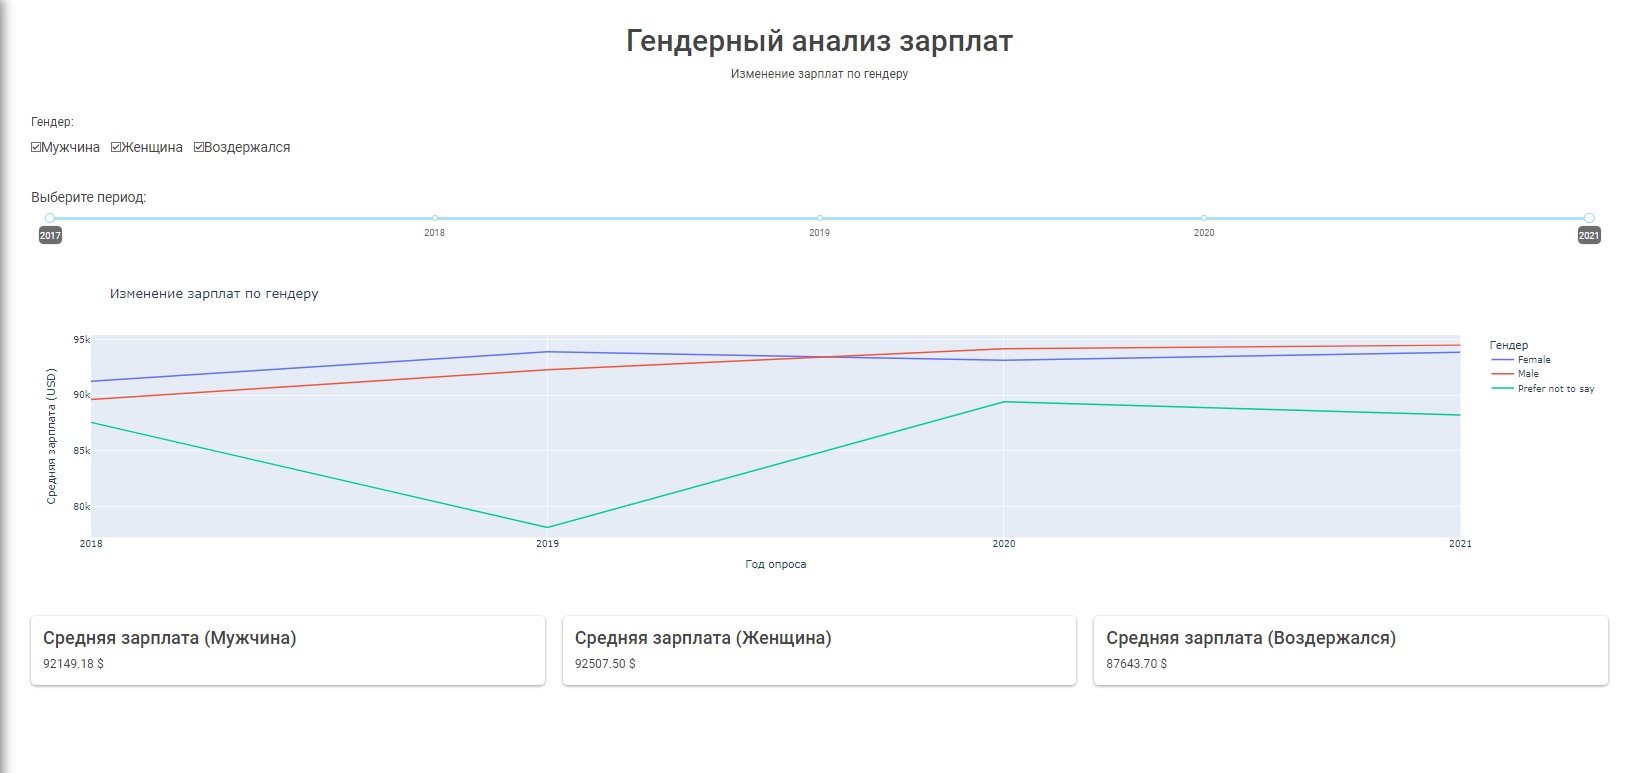 Гендерный анализ зарплат
Изменение зарплат по гендеру
Гендер:
Мужчина Женщина Воздержался
Выберите период:
2017 2018 2019 2020 2021
Изменение зарплат по гендеру
95k
90k
85k
80k
Средняя зарплата (USD)
2018 2019 2020 2021
Год опроса
Гендер
Female
Male
Prefer not to say
Средняя зарплата (Мужчина)
92149.18 $
Средняя зарплата (Женщина)
92507.50 $
Средняя зарплата (Воздержался)
87643.70 $